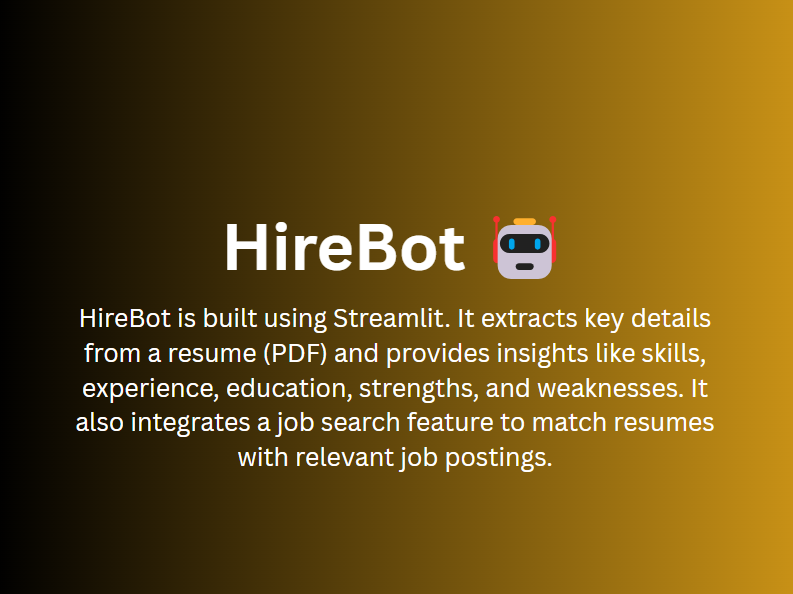 HireBot
HireBot is built using Streamlit. It extracts key details
from a resume (PDF) and provides insights like skills,
experience, education, strengths, and weaknesses. It
also integrates a job search feature to match resumes
with relevant job postings.